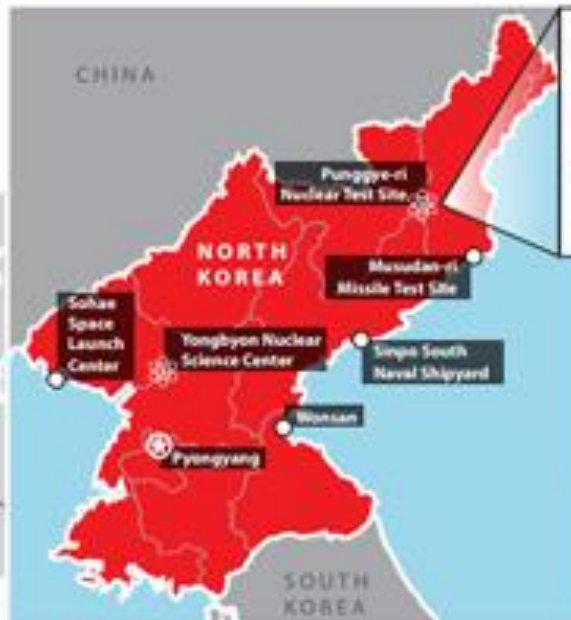 CHINA
Punggye-ri
Nuclear Test Site
NORTH
KOREA
Musudan-ri
Missile Test Site
Sohae
Space
Launch
Center
Yongbyon Nuclear
Science Center
Sinpo South
Naval Shipyard
Wonsan
Pyongyang
SOUTH
KOREA